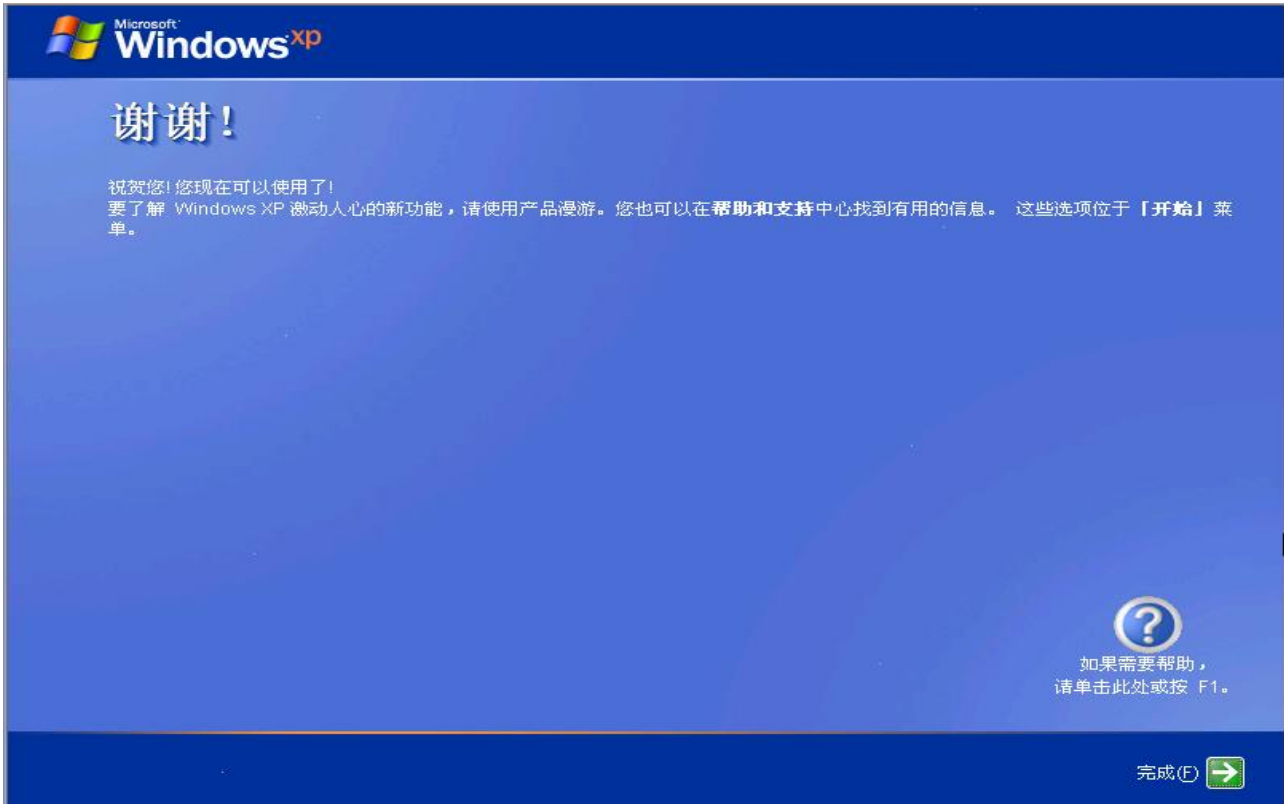 Microsoft
Windows xp
谢谢！
祝贺您! 您现在可以使用了!
要了解 Windows XP 激动人心的新功能，请使用产品漫游。您也可以在帮助和支持中心找到有用的信息。 这些选项位于「开始」菜
单。
如果需要帮助，
请单击此处或按 F1。
完成(F)